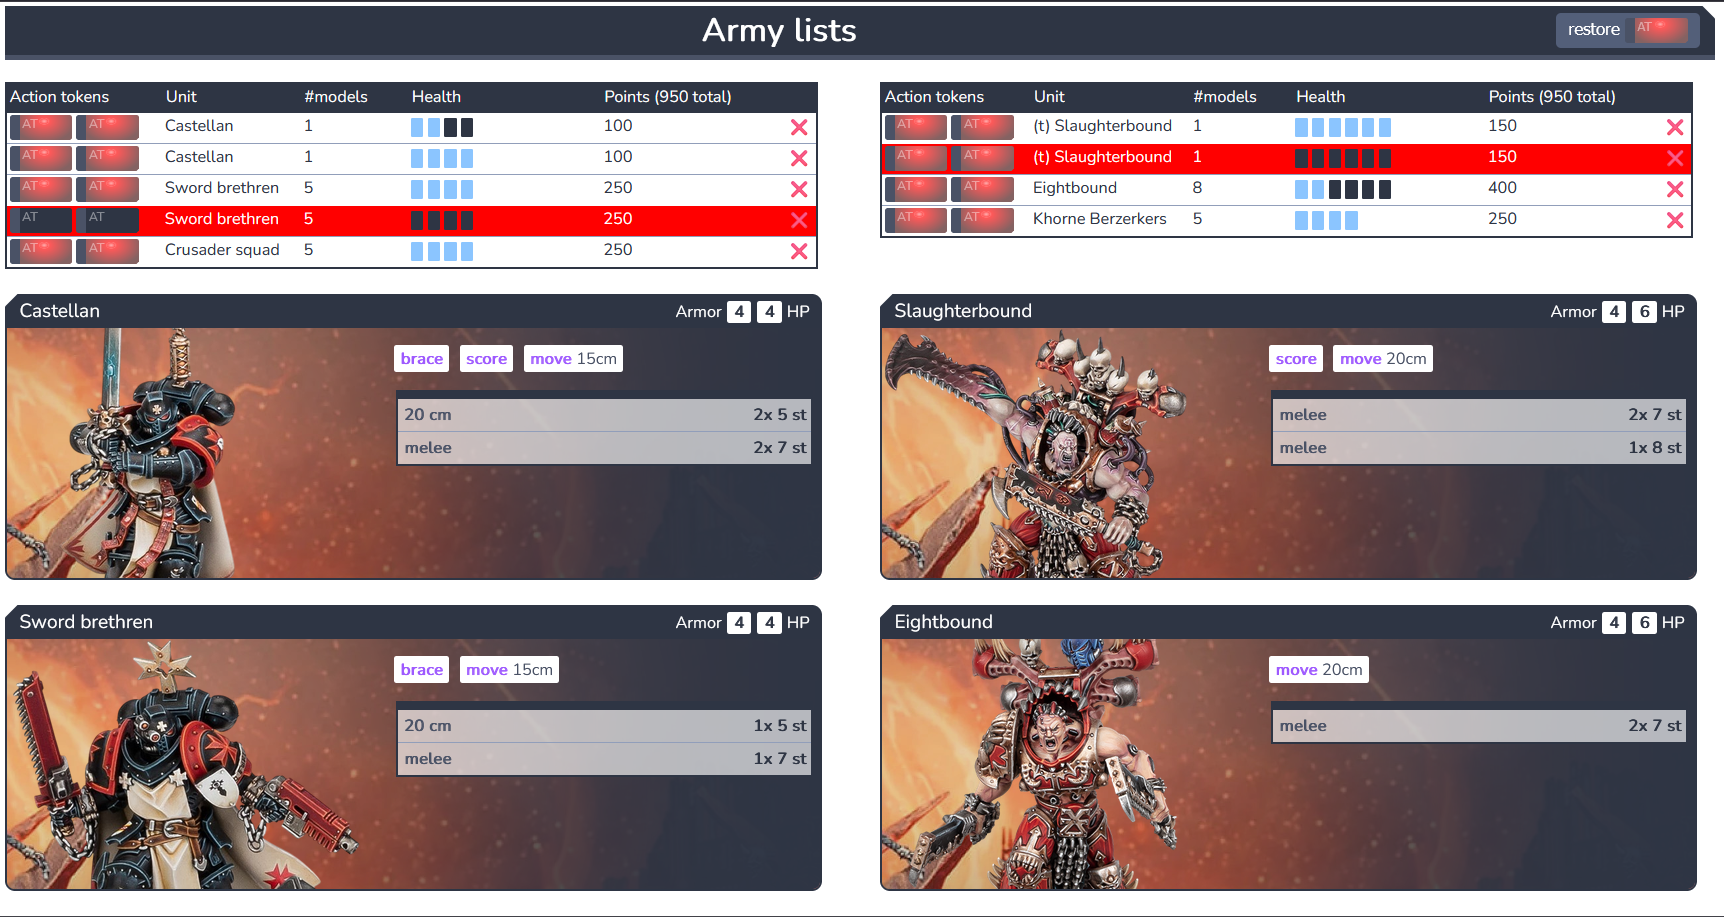 Army lists
restore AT
Action tokens Unit #models Health Points (950 total)
AT AT Castellan 1 100
AT AT Castellan 1 100
AT AT Sword brethren 5 250
AT AT Sword brethren 5 250
AT AT Crusader squad 5 250
Action tokens Unit #models Health Points (950 total)
AT AT (t) Slaughterbound 1 150
AT AT (t) Slaughterbound 1 150
AT AT Eightbound 8 400
AT AT Khorne Berzerkers 5 250
Castellan Armor 4 4 HP
brace score move 15cm
20 cm 2x 5 st
melee 2x 7 st
Slaughterbound Armor 4 6 HP
score move 20cm
melee 2x 7 st
melee 1x 8 st
Sword brethren Armor 4 4 HP
brace move 15cm
20 cm 1x 5 st
melee 1x 7 st
Eightbound Armor 4 6 HP
move 20cm
melee 2x 7 st